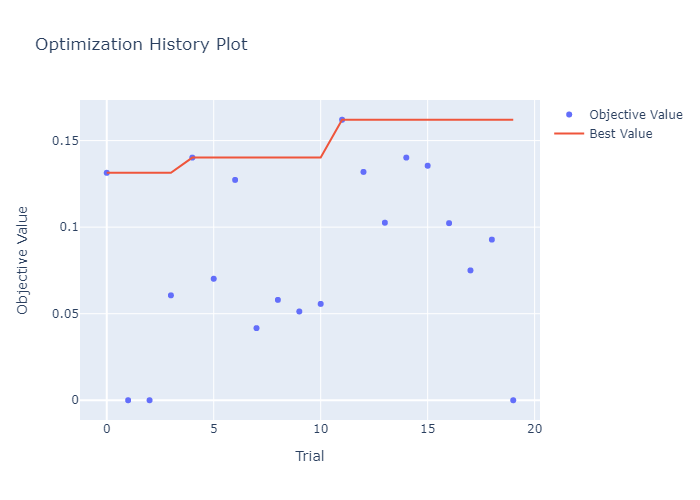 Optimization History Plot
Objective Value
Best Value
0.15
0.1
0.05
0
Objective Value
0
5
10
15
20
Trial